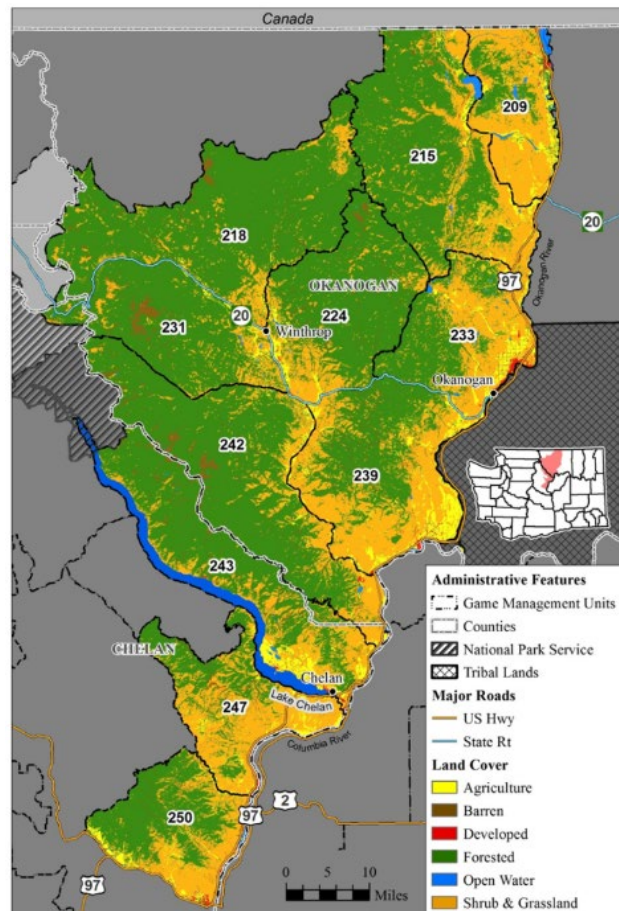 Canada
209
215
20
218
OKANOGAN
Okanogan River
97
231
20
224
233
Winthrop
Okanogan
242
239
243
CHELAN
Chelan
Lake Chelan
247
Columbia River
250
97
2
97
0 5 10
Miles
Administrative Features
Game Management Units
Counties
National Park Service
Tribal Lands
Major Roads
US Hwy
State Rt
Land Cover
Agriculture
Barren
Developed
Forested
Open Water
Shrub & Grassland